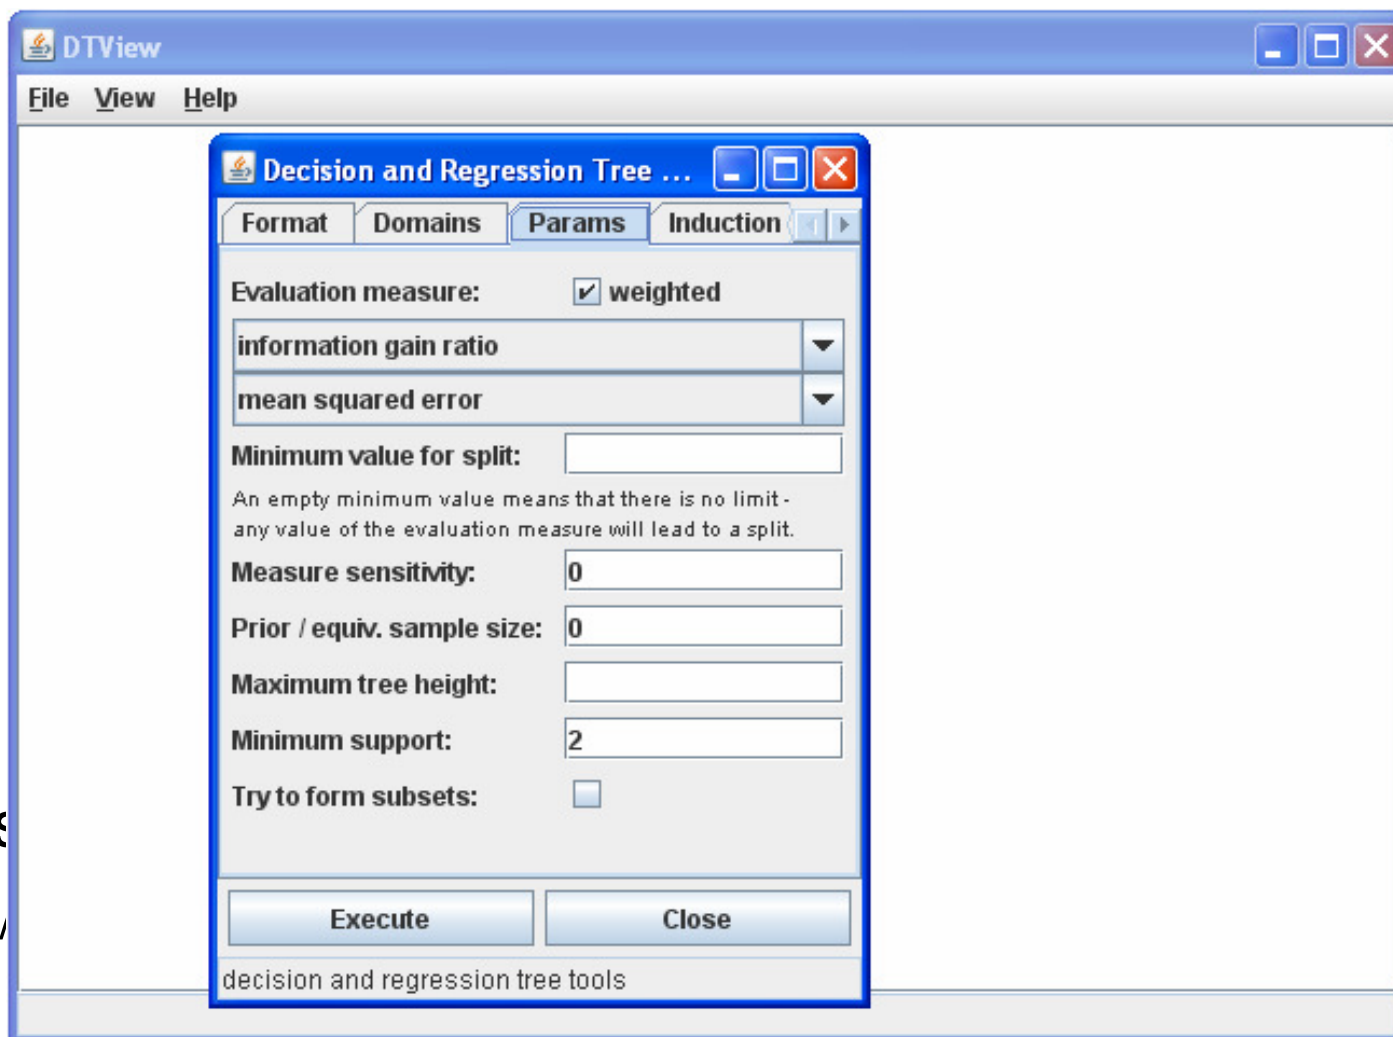 DTView
File View Help
Decision and Regression Tree ...
Format Domains Params Induction
Evaluation measure: weighted
information gain ratio
mean squared error
Minimum value for split:
An empty minimum value means that there is no limit -
any value of the evaluation measure will lead to a split.
Measure sensitivity: 0
Prior / equiv. sample size: 0
Maximum tree height:
Minimum support: 2
Try to form subsets:
Execute Close
decision and regression tree tools